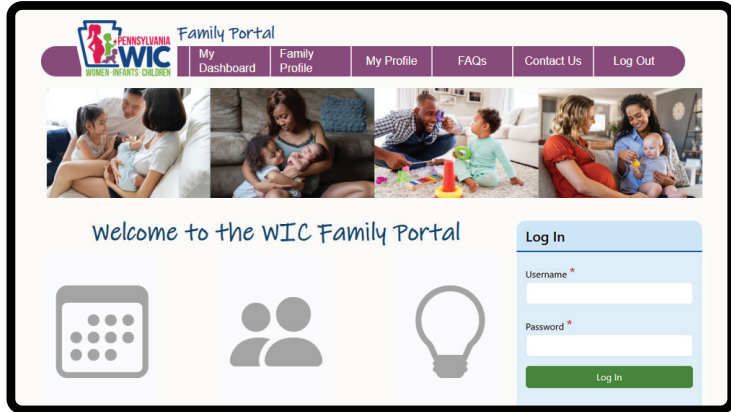 PENNSYLVANIA
WIC
WOMEN·INFANTS·CHILDREN
Family Portal
My Dashboard
Family Profile
My Profile
FAQs
Contact Us
Log Out
Welcome to the WIC Family Portal
Log In
Username *
Password *
Log In